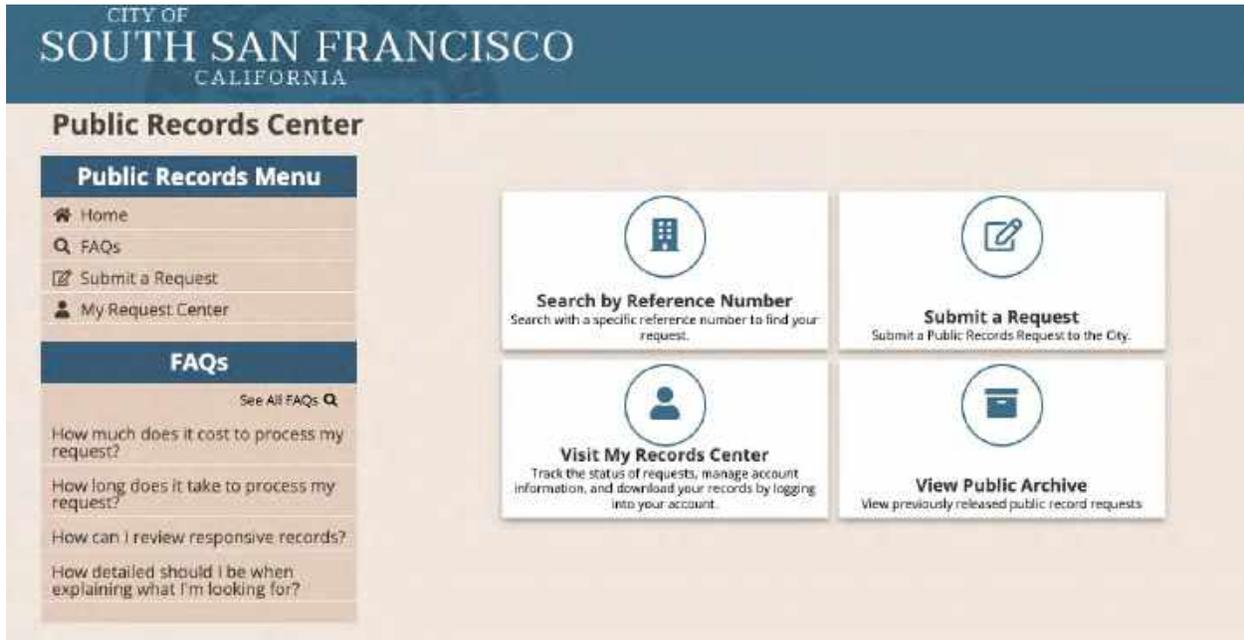 CITY OF
SOUTH SAN FRANCISCO
CALIFORNIA
Public Records Center
Public Records Menu
Home
FAQs
Submit a Request
My Request Center
FAQs
See All FAQs
How much does it cost to process my
request?
How long does it take to process my
request?
How can I review responsive records?
How detailed should I be when
explaining what I'm looking for?
Search by Reference Number
Search with a specific reference number to find your
request.
Submit a Request
Submit a Public Records Request to the City.
Visit My Records Center
Track the status of requests, manage account
information, and download your records by logging
into your account.
View Public Archive
View previously released public record requests